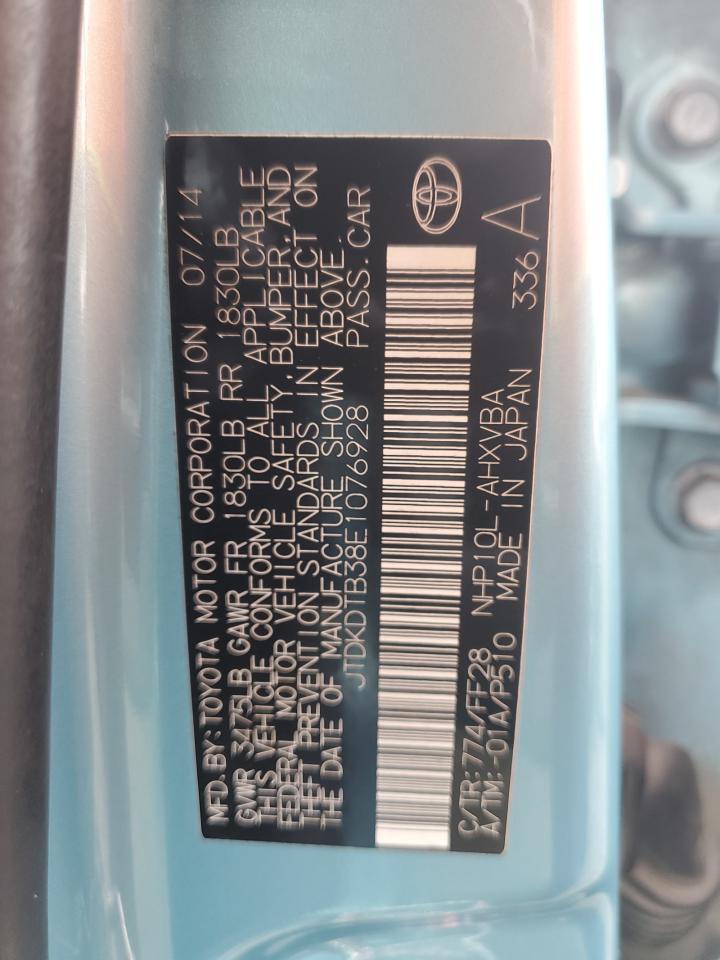 MFD.BY:TOYOTA MOTOR CORPORATION 07/14
GVWR 3475LB GAWR FR 1830LB RR 1830LB
THIS VEHICLE CONFORMS TO ALL APPLICABLE
FEDERAL MOTOR VEHICLE SAFETY, BUMPER, AND
THEFT PREVENTION STANDARDS IN EFFECT ON
THE DATE OF MANUFACTURE SHOWN ABOVE.
JTDKDTB38E1076928 PASS.CAR
C/TR:774/FF28 NHP10L-AHXVBA 336A
A/TM:-01A/P510 MADE IN JAPAN